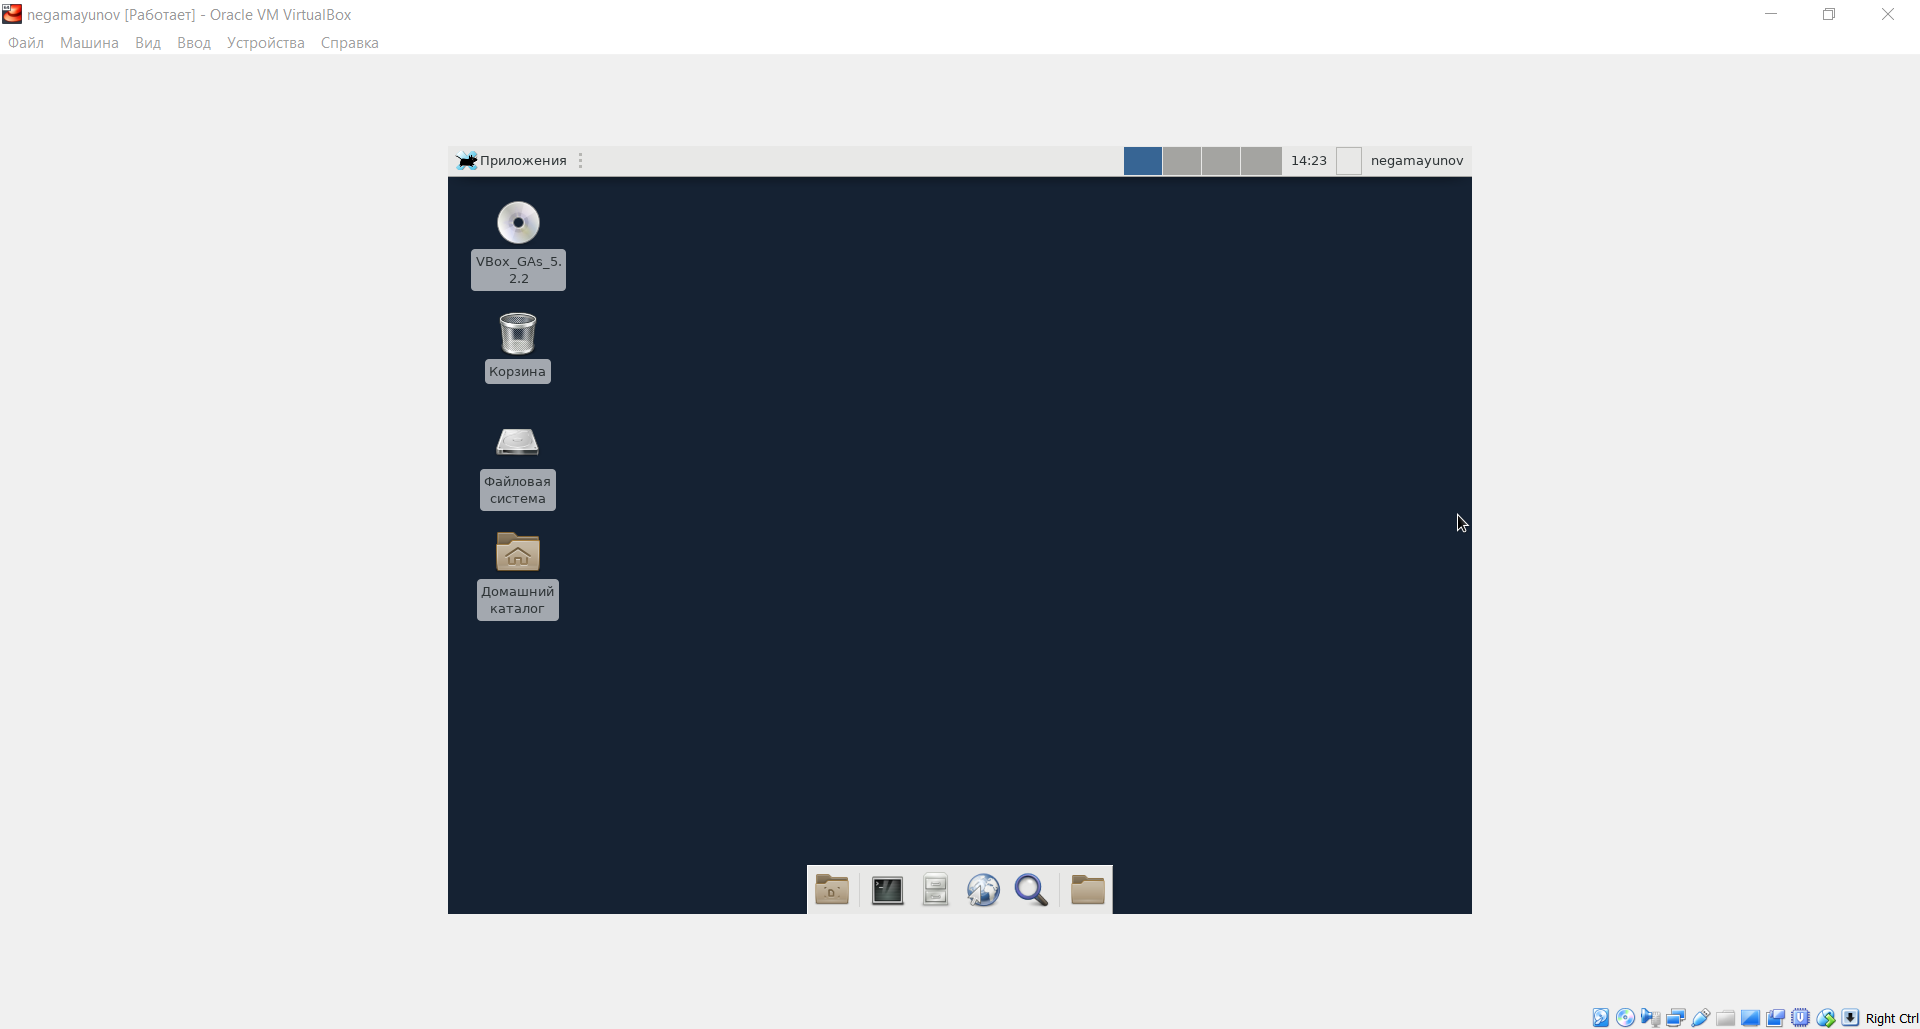 negamayunov [Работает] - Oracle VM VirtualBox
Файл Машина Вид Ввод Устройства Справка
Приложения 14:23 negamayunov
VBox_GAs_5.
2.2
Корзина
Файловая
система
Домашний
каталог
Right Ctrl